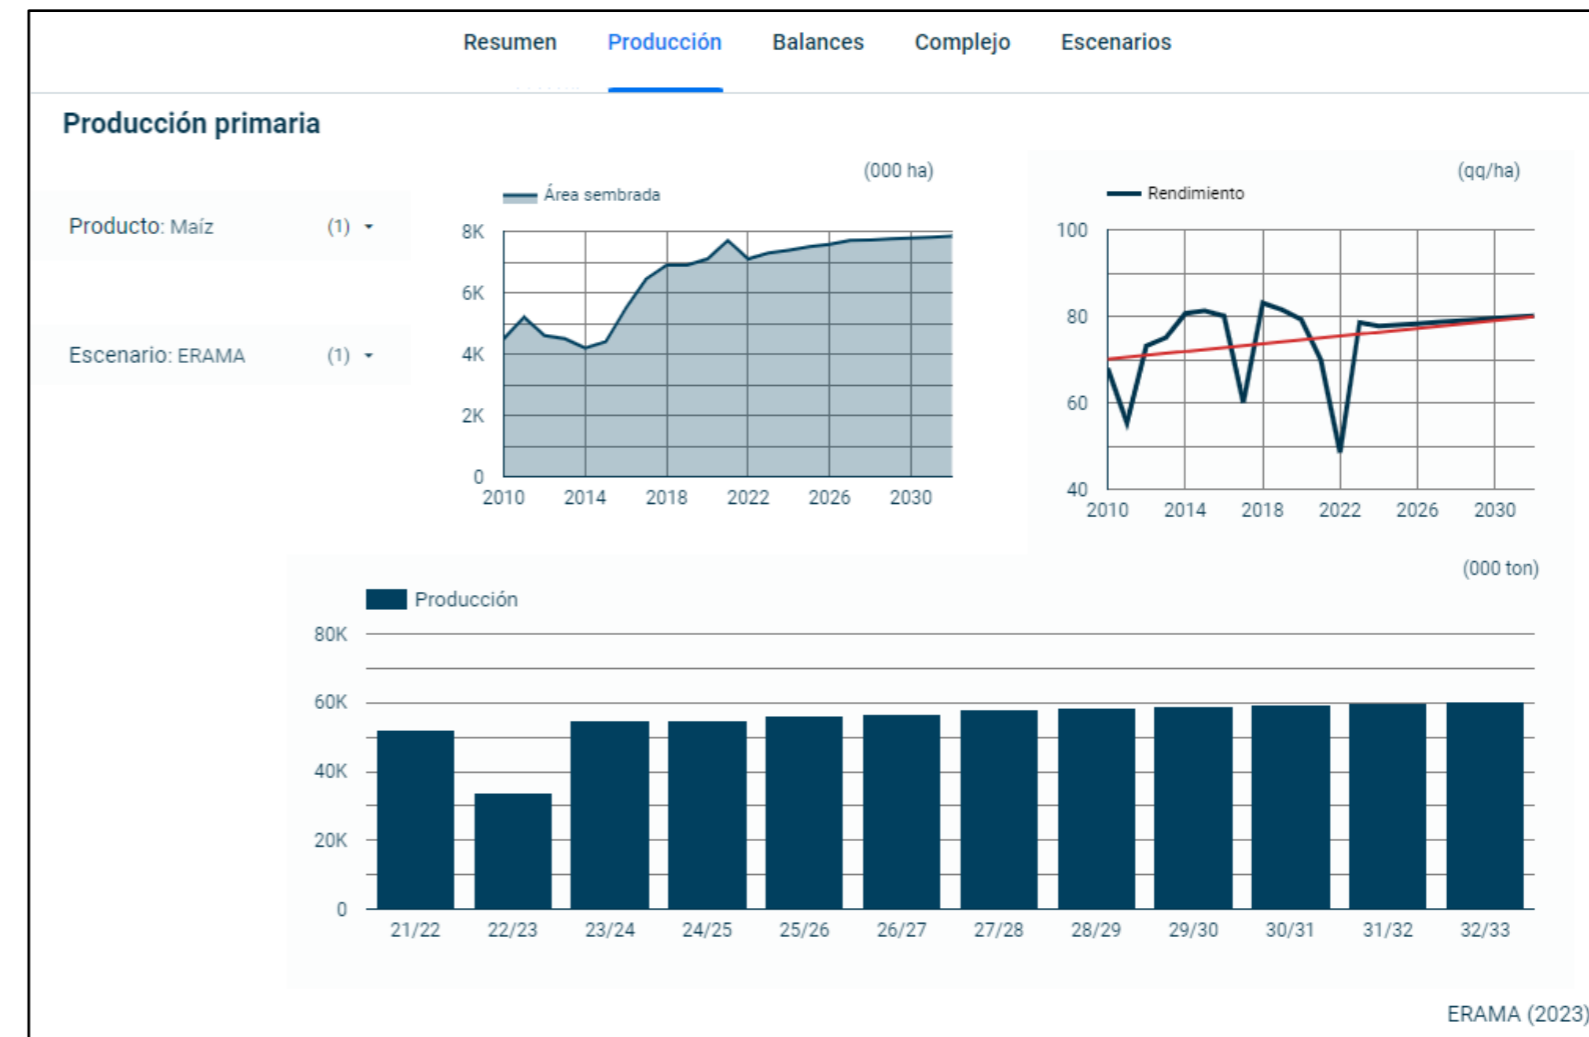 Resumen Producción Balances Complejo Escenarios
Producción primaria
Producto: Maíz (1)
Escenario: ERAMA (1)
(000 ha)
Área sembrada
8K
6K
4K
2K
0
2010 2014 2018 2022 2026 2030
(qq/ha)
Rendimiento
100
80
60
40
2010 2014 2018 2022 2026 2030
(000 ton)
Producción
80K
60K
40K
20K
0
21/22 22/23 23/24 24/25 25/26 26/27 27/28 28/29 29/30 30/31 31/32 32/33
ERAMA (2023)